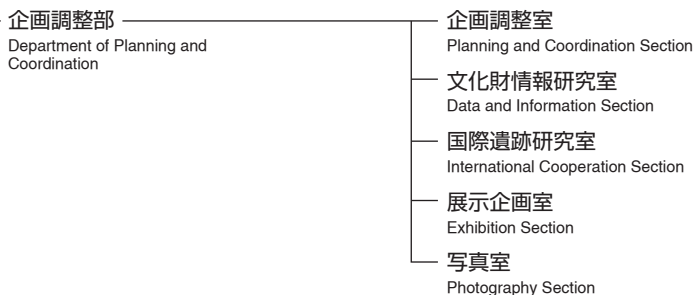 企画調整部
Department of Planning and
Coordination
企画調整室
Planning and Coordination Section
文化財情報研究室
Data and Information Section
国際遺跡研究室
International Cooperation Section
展示企画室
Exhibition Section
写真室
Photography Section